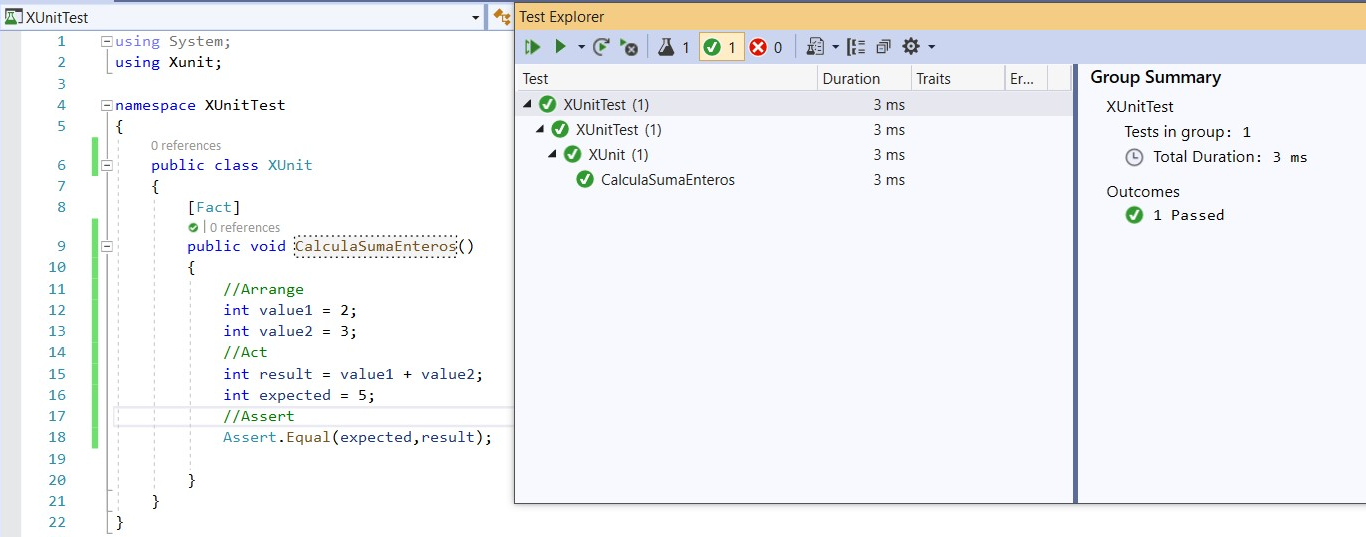 XUnitTest
1 using System;
2 using Xunit;
3
4 namespace XUnitTest
5 {
0 references
6 public class XUnit
7 {
8 [Fact]
0 references
9 public void CalculaSumaEnteros()
10 {
11 //Arrange
12 int value1 = 2;
13 int value2 = 3;
14 //Act
15 int result = value1 + value2;
16 int expected = 5;
17 //Assert
18 Assert.Equal(expected,result);
19
20 }
21 }
22 }
Test Explorer
1 1 0
Test Duration Traits Er...
XUnitTest (1) 3 ms
XUnitTest (1) 3 ms
XUnit (1) 3 ms
CalculaSumaEnteros 3 ms
Group Summary
XUnitTest
Tests in group: 1
Total Duration: 3 ms
Outcomes
1 Passed